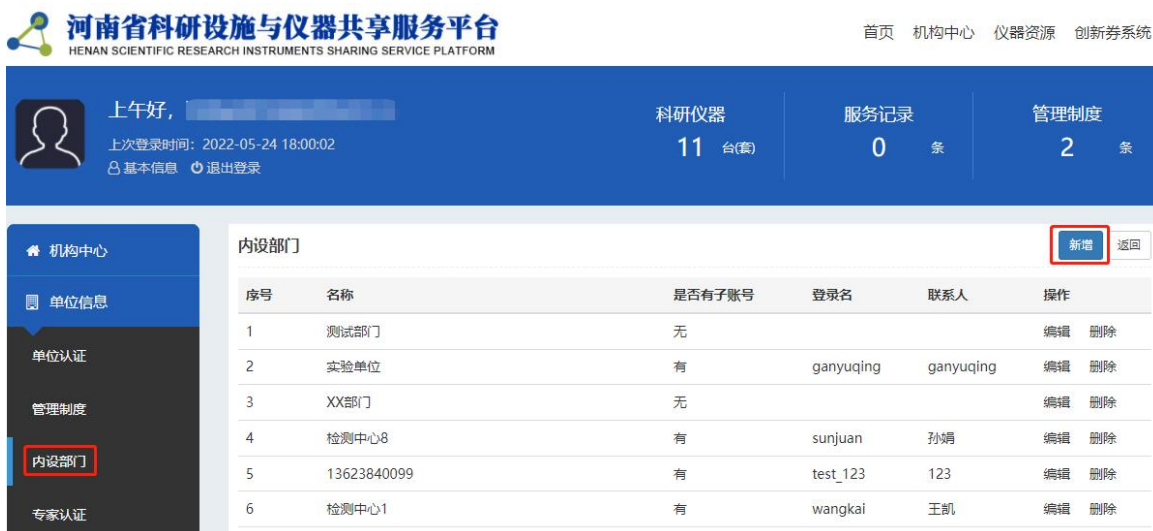 河南省科研设施与仪器共享服务平台
HENAN SCIENTIFIC RESEARCH INSTRUMENTS SHARING SERVICE PLATFORM
首页 机构中心 仪器资源 创新券系统
上午好,
上次登录时间：2022-05-24 18:00:02
基本信息 退出登录
科研仪器 服务记录 管理制度
11 台(套) 0 条 2 条
机构中心
单位信息
单位认证
管理制度
内设部门
专家认证
内设部门 新增 返回
序号 名称 是否有子账号 登录名 联系人 操作
1 测试部门 无 编辑 删除
2 实验单位 有 ganyuqing ganyuqing 编辑 删除
3 XX部门 无 编辑 删除
4 检测中心8 有 sunjuan 孙娟 编辑 删除
5 13623840099 有 test_123 123 编辑 删除
6 检测中心1 有 wangkai 王凯 编辑 删除